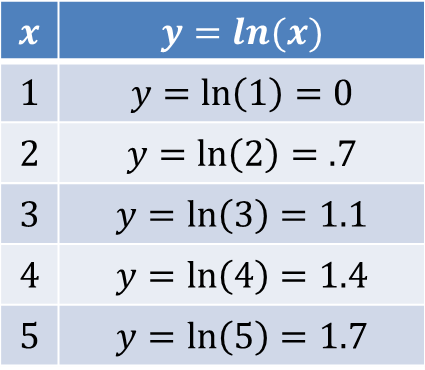 x y = ln(x)
1 y = ln(1) = 0
2 y = ln(2) = .7
3 y = ln(3) = 1.1
4 y = ln(4) = 1.4
5 y = ln(5) = 1.7